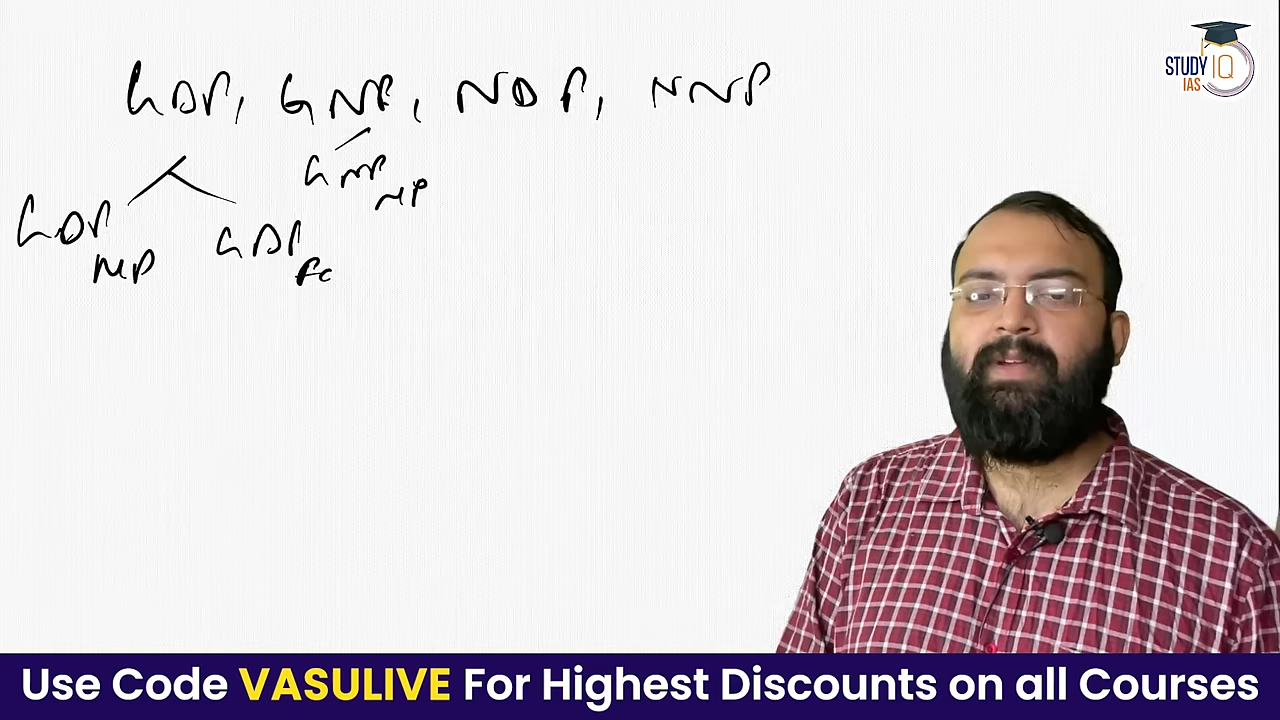 GDP, GNP, NDP, NNP
GNP MP
GDP MP GDP FC
STUDY IQ
IAS
Use Code VASULIVE For Highest Discounts on all Courses